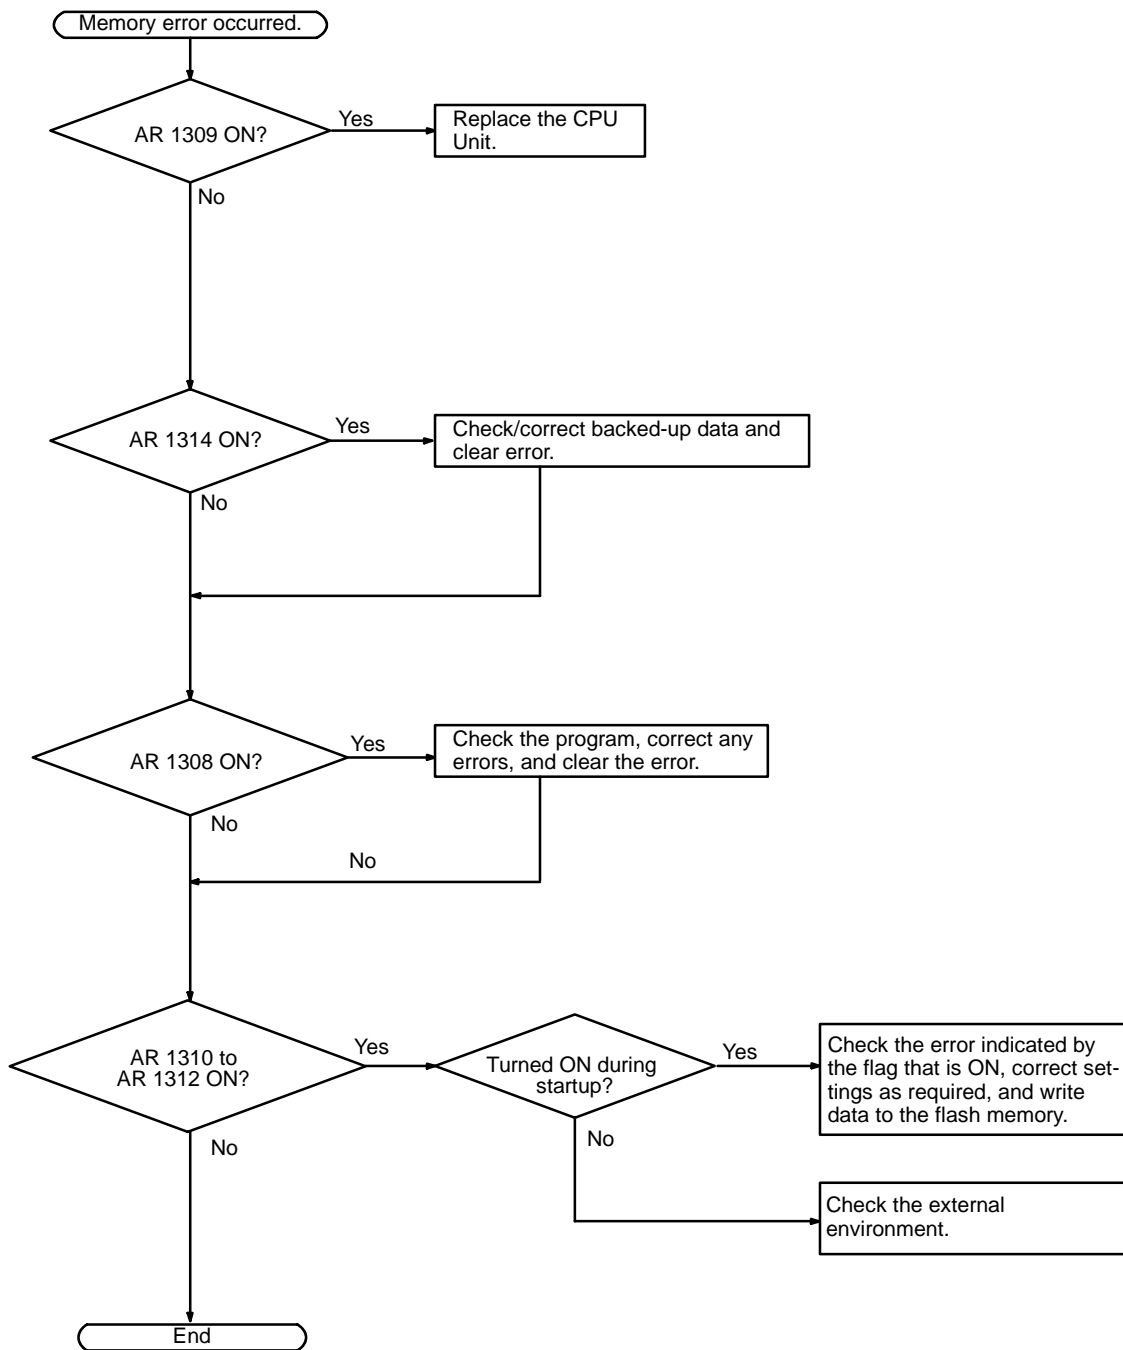 Memory error occurred.
AR 1309 ON?
Yes
Replace the CPU
Unit.
No
AR 1314 ON?
Yes
Check/correct backed-up data and
clear error.
No
AR 1308 ON?
Yes
Check the program, correct any
errors, and clear the error.
No
No
AR 1310 to
AR 1312 ON?
Yes
Turned ON during
startup?
Yes
Check the error indicated by
the flag that is ON, correct set-
tings as required, and write
data to the flash memory.
No
No
Check the external
environment.
End